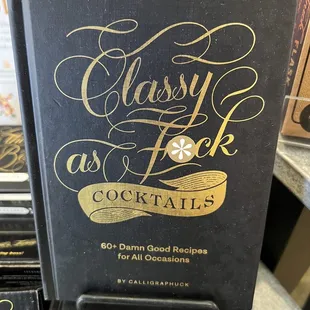 Classy
as F*ck
COCKTAILS
60+ Damn Good Recipes
for All Occasions
BY CALLIGRAPHUCK